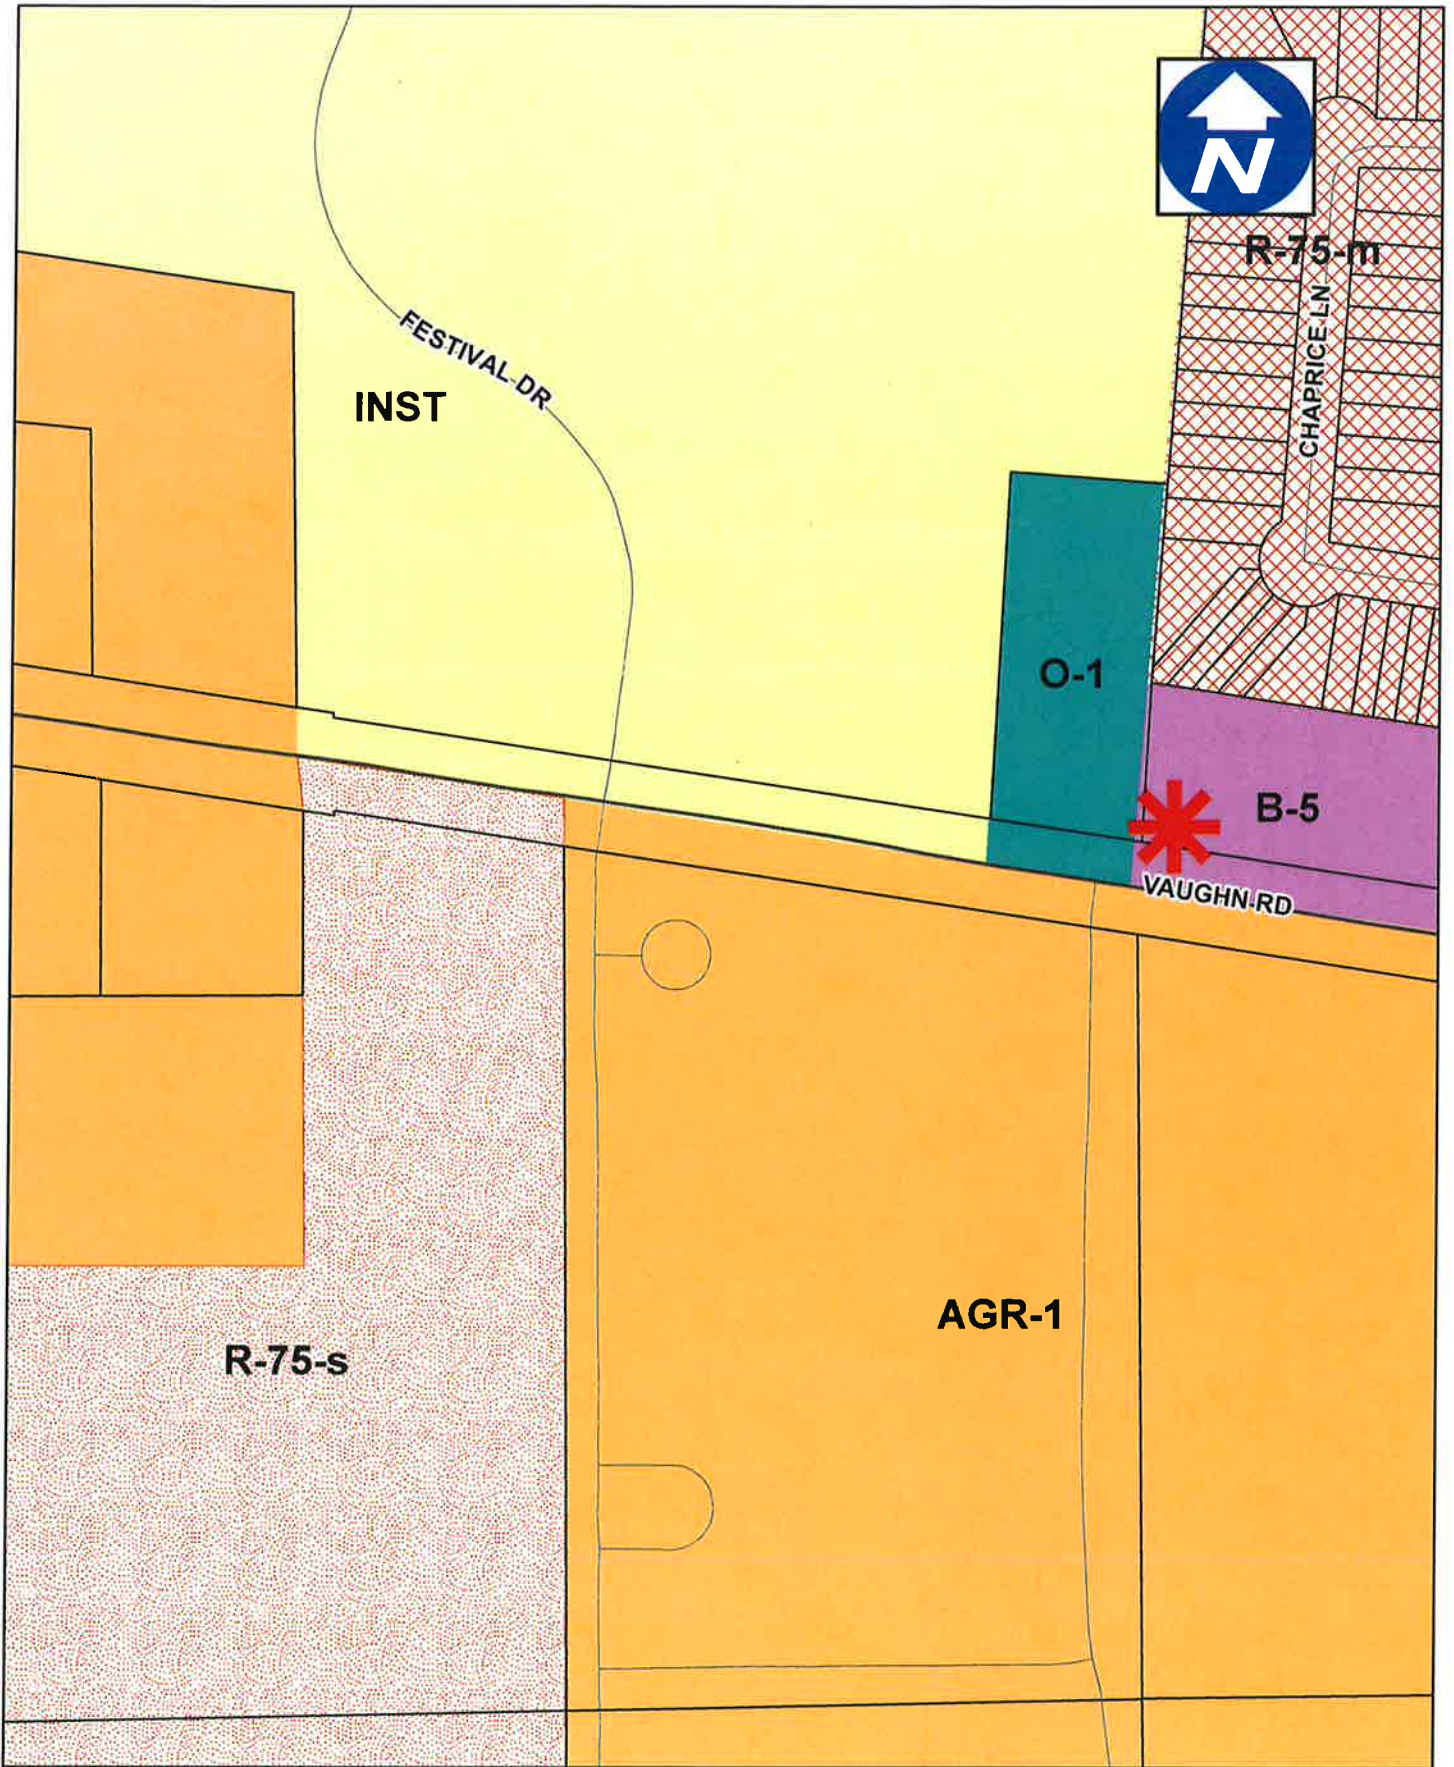 N
R-75-m
CHAPRICE LN
FESTIVAL DR
INST
O-1
B-5
VAUGHN RD
AGR-1
R-75-s